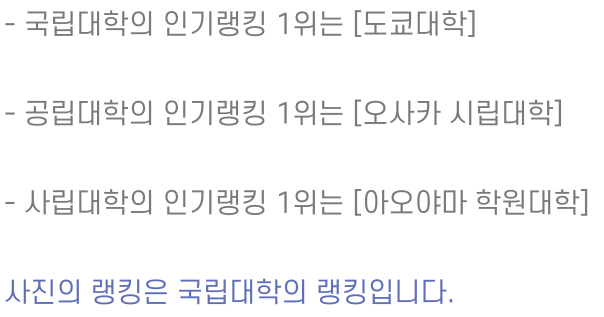 - 국립대학의 인기랭킹 1위는 [도쿄대학]
- 공립대학의 인기랭킹 1위는 [오사카 시립대학]
- 사립대학의 인기랭킹 1위는 [아오야마 학원대학]
사진의 랭킹은 국립대학의 랭킹입니다.